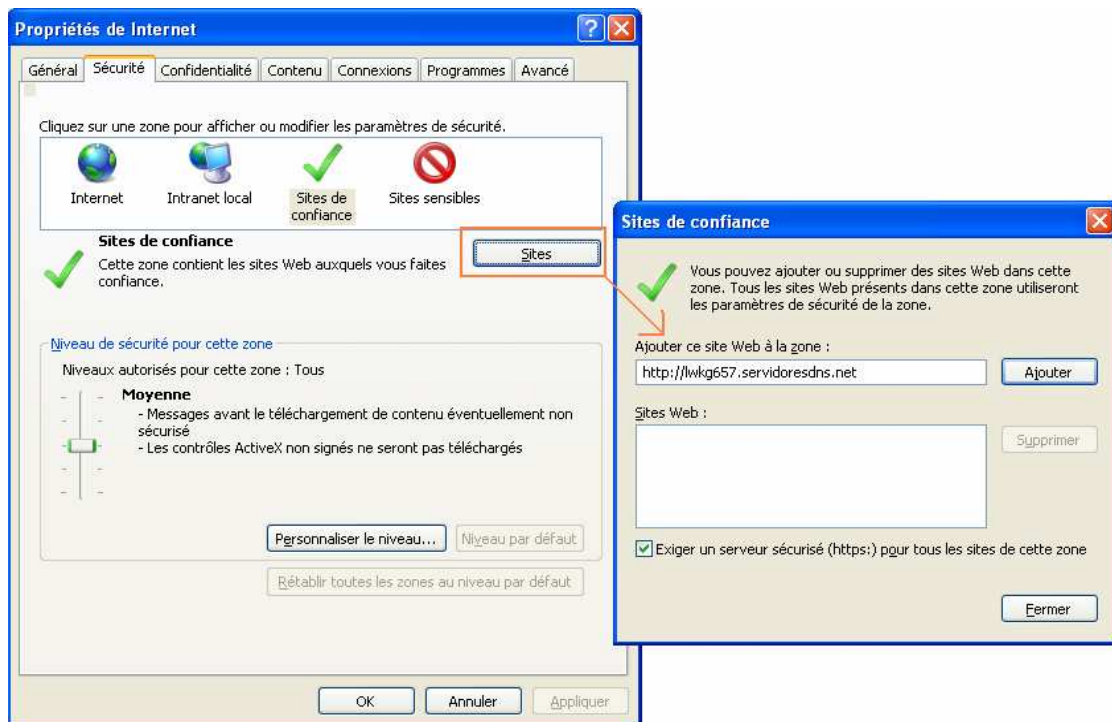 Propriétés de Internet
Général Sécurité Confidentialité Contenu Connexions Programmes Avancé
Cliquez sur une zone pour afficher ou modifier les paramètres de sécurité.
Internet
Intranet local
Sites de
confiance
Sites sensibles
Sites de confiance
Cette zone contient les sites Web auxquels vous faites
confiance.
Sites
Niveau de sécurité pour cette zone
Niveaux autorisés pour cette zone : Tous
Moyenne
- Messages avant le téléchargement de contenu éventuellement non
sécurisé
- Les contrôles ActiveX non signés ne seront pas téléchargés
Personnaliser le niveau... Niveau par défaut
Rétablir toutes les zones au niveau par défaut
OK Annuler Appliquer
Sites de confiance
Vous pouvez ajouter ou supprimer des sites Web dans cette
zone. Tous les sites Web présents dans cette zone utiliseront
les paramètres de sécurité de la zone.
Ajouter ce site Web à la zone :
http://lwkg657.servidoresdns.net Ajouter
Sites Web :
Supprimer
Exiger un serveur sécurisé (https:) pour tous les sites de cette zone
Fermer